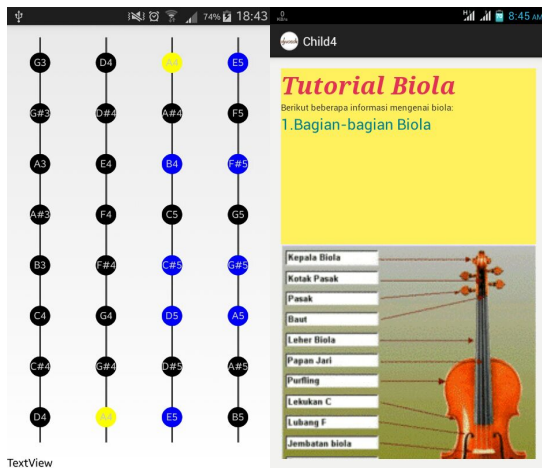 74% 18:43
G3 D4 A4 E5
G#3 D#4 A#4 F5
A3 E4 B4 F#5
A#3 F4 C5 G5
B3 F#4 C#5 G#5
C4 G4 D5 A5
C#4 G#4 D#5 A#5
D4 A4 E5 B5
TextView
8:45 AM
Child4
Tutorial Biola
Berikut beberapa informasi mengenai biola:
1.Bagian-bagian Biola
Kepala Biola
Kotak Pasak
Pasak
Baut
Leher Biola
Papan Jari
Purfling
Lekukan C
Lubang F
Jembatan biola